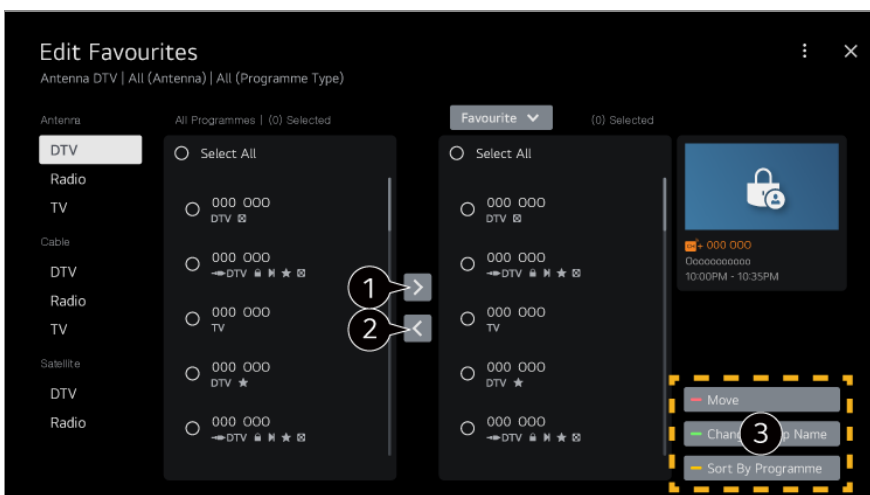 Edit Favourites
Antenna DTV | All (Antenna) | All (Programme Type)
Antenna
DTV
Radio
TV
Cable
DTV
Radio
TV
Satellite
DTV
Radio
All Programmes | (0) Selected
Select All
000 000
DTV
000 000
DTV
000 000
TV
000 000
DTV
000 000
DTV
1
2
Favourite
(0) Selected
Select All
000 000
DTV
000 000
DTV
000 000
TV
000 000
DTV
000 000
DTV
000 000
Ooooooooooo
10:00PM - 10:35PM
Move
3
Name
Sort By Programme